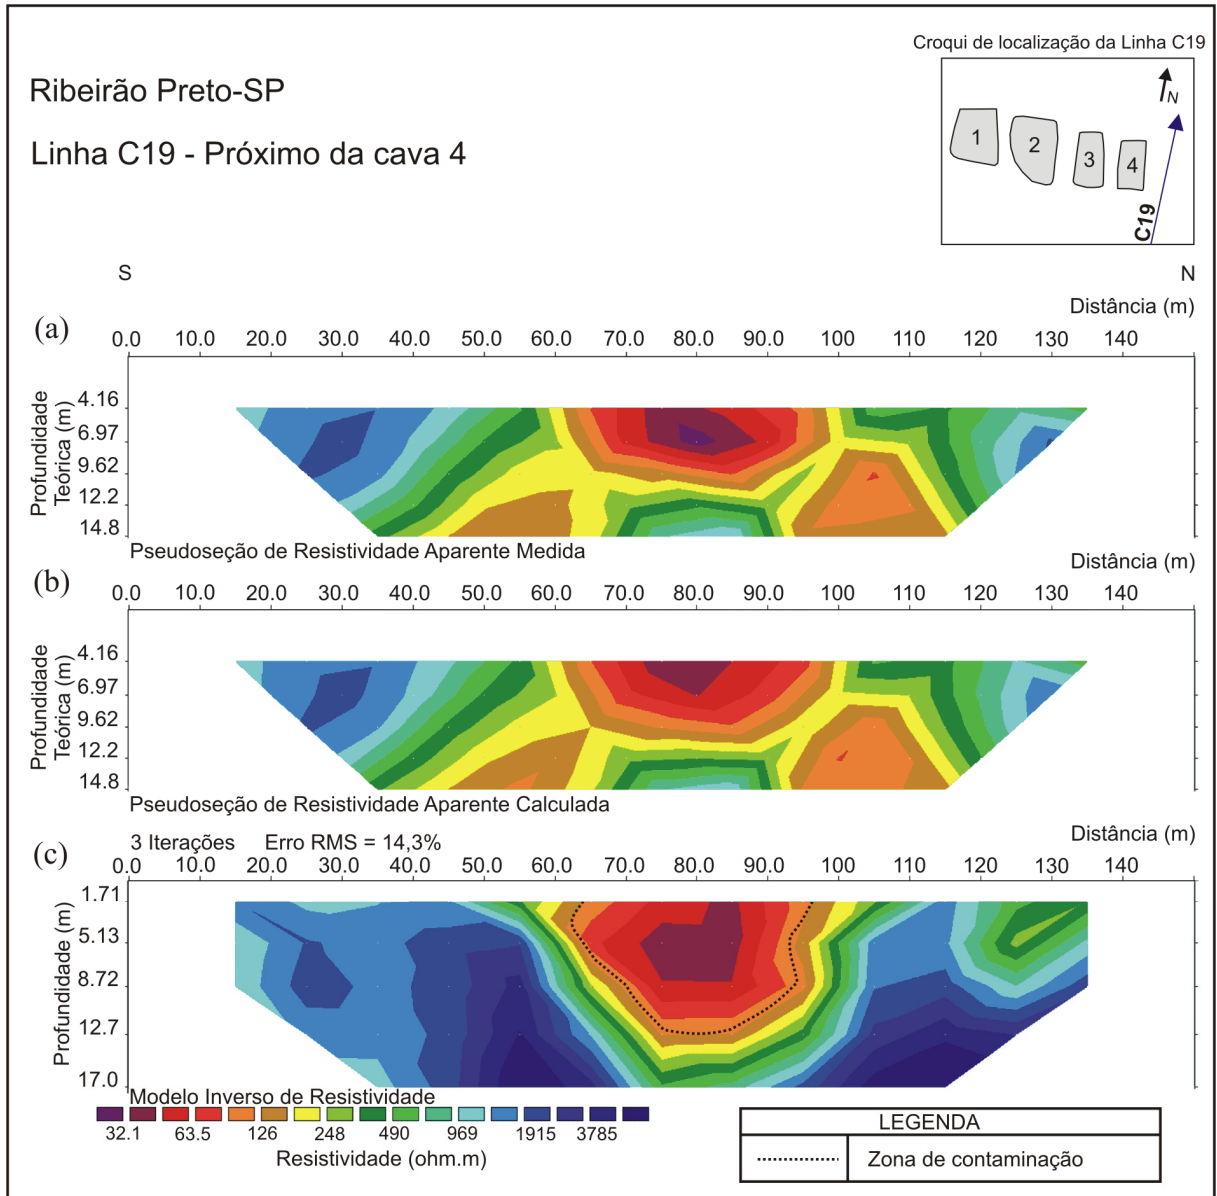 Croqui de localização da Linha C19
Ribeirão Preto-SP
Linha C19 - Próximo da cava 4
N
1 2 3 4
C19
S N
Distância (m)
(a)
0.0 10.0 20.0 30.0 40.0 50.0 60.0 70.0 80.0 90.0 100 110 120 130 140
Profundidade
Teórica (m)
4.16
6.97
9.62
12.2
14.8
Pseudoseção de Resistividade Aparente Medida
Distância (m)
(b)
0.0 10.0 20.0 30.0 40.0 50.0 60.0 70.0 80.0 90.0 100 110 120 130 140
Profundidade
Teórica (m)
4.16
6.97
9.62
12.2
14.8
Pseudoseção de Resistividade Aparente Calculada
Distância (m)
3 Iterações Erro RMS = 14,3%
(c)
0.0 10.0 20.0 30.0 40.0 50.0 60.0 70.0 80.0 90.0 100 110 120 130 140
Profundidade (m)
1.71
5.13
8.72
12.7
17.0
Modelo Inverso de Resistividade
32.1 63.5 126 248 490 969 1915 3785
Resistividade (ohm.m)
LEGENDA
Zona de contaminação